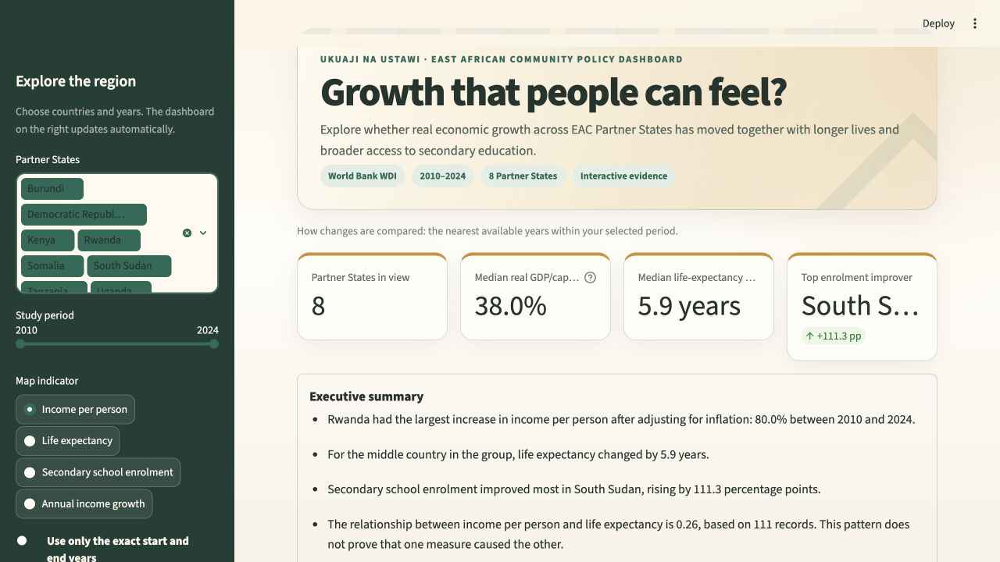 Deploy
Explore the region
Choose countries and years. The dashboard
on the right updates automatically.
Partner States
Burundi
Democratic Republ…
Kenya
Rwanda
Somalia
South Sudan
Tanzania
Uganda
Study period
2010
2024
Map indicator
Income per person
Life expectancy
Secondary school enrolment
Annual income growth
Use only the exact start and
end years
UKUAJI NA USTAWI · EAST AFRICAN COMMUNITY POLICY DASHBOARD
Growth that people can feel?
Explore whether real economic growth across EAC Partner States has moved together with longer lives and
broader access to secondary education.
World Bank WDI
2010–2024
8 Partner States
Interactive evidence
How changes are compared: the nearest available years within your selected period.
Partner States in view
8
Median real GDP/cap…
38.0%
Median life-expectancy …
5.9 years
Top enrolment improver
South S…
↑ +111.3 pp
Executive summary
• Rwanda had the largest increase in income per person after adjusting for inflation: 80.0% between 2010 and 2024.
• For the middle country in the group, life expectancy changed by 5.9 years.
• Secondary school enrolment improved most in South Sudan, rising by 111.3 percentage points.
• The relationship between income per person and life expectancy is 0.26, based on 111 records. This pattern does
not prove that one measure caused the other.